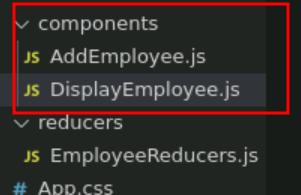 components
JS AddEmployee.js
JS DisplayEmployee.js
reducers
JS EmployeeReducers.js
# App.css